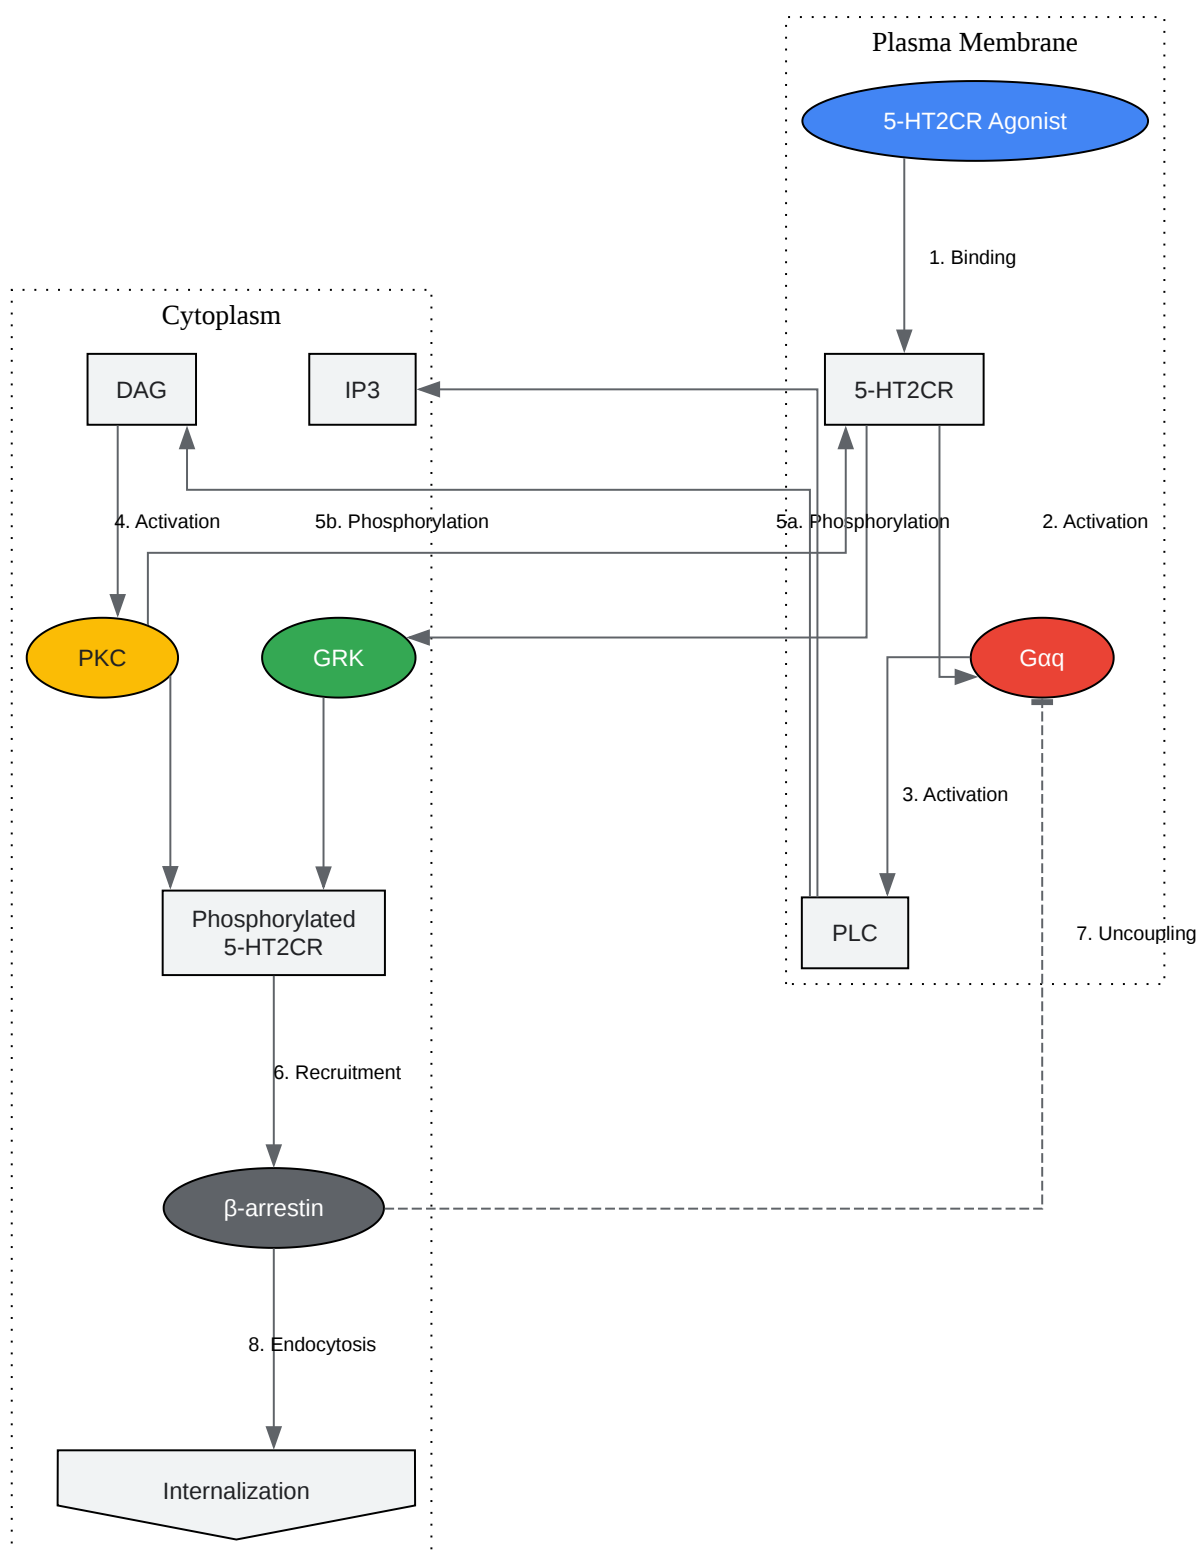 Plasma Membrane
5-HT2CR Agonist
1. Binding
Cytoplasm
DAG
IP3
5-HT2CR
4. Activation
5b. Phosphorylation
5a. Phosphorylation
2. Activation
PKC
GRK
Gαq
3. Activation
Phosphorylated
5-HT2CR
PLC
7. Uncoupling
6. Recruitment
β-arrestin
8. Endocytosis
Internalization